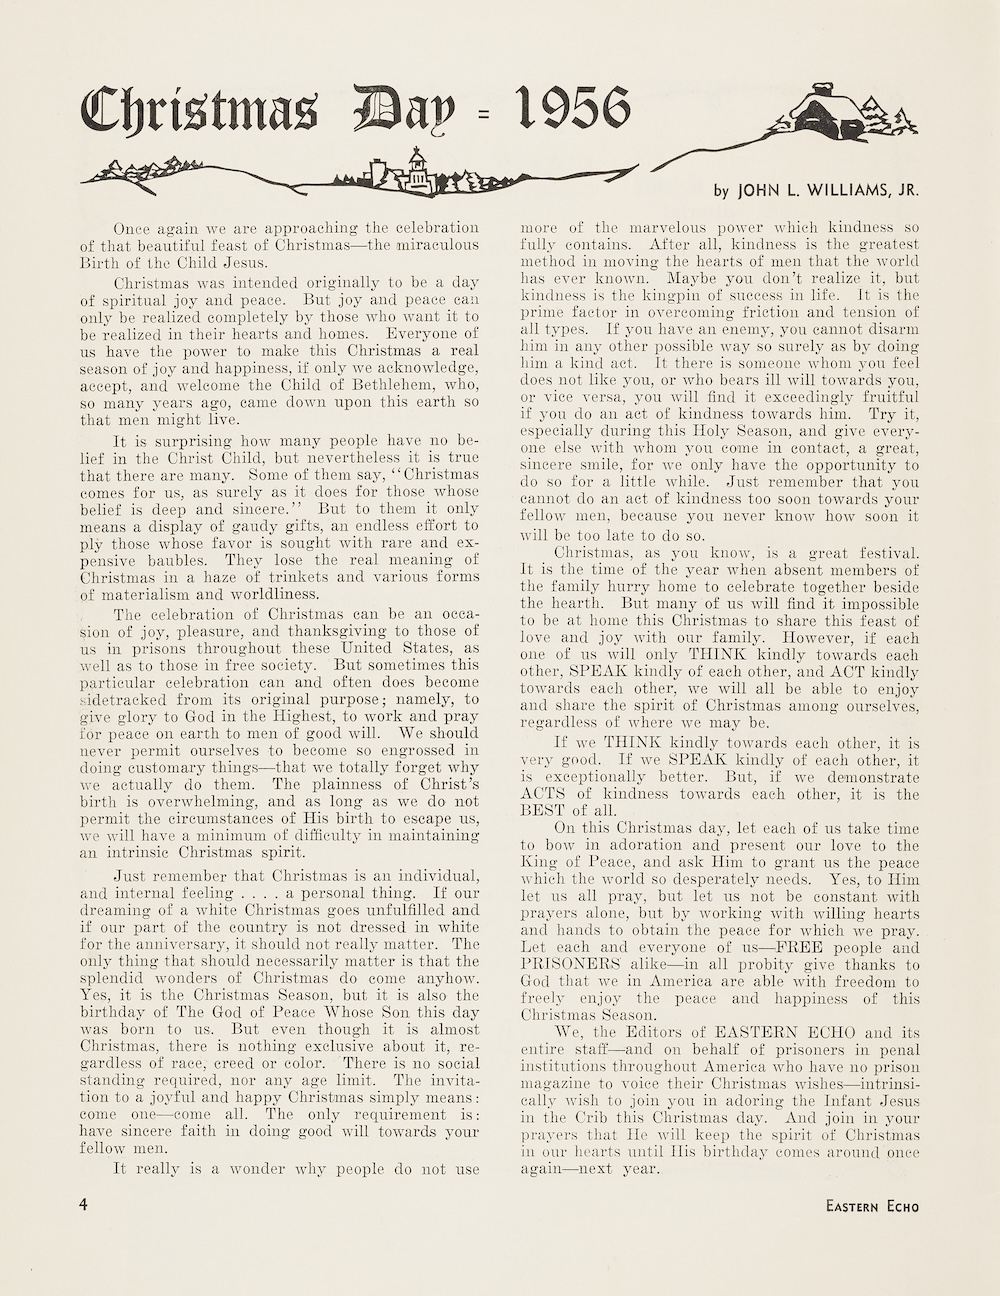 Christmas Day = 1956
by JOHN L. WILLIAMS, JR.
Once again we are approaching the celebration
of that beautiful feast of Christmas—the miraculous
Birth of the Child Jesus.
Christmas was intended originally to be a day
of spiritual joy and peace. But joy and peace can
only be realized completely by those who want it to
be realized in their hearts and homes. Everyone of
us have the power to make this Christmas a real
season of joy and happiness, if only we acknowledge,
accept, and welcome the Child of Bethlehem, who,
so many years ago, came down upon this earth so
that men might live.
It is surprising how many people have no be-
lief in the Christ Child, but nevertheless it is true
that there are many. Some of them say, "Christmas
comes for us, as surely as it does for those whose
belief is deep and sincere." But to them it only
means a display of gaudy gifts, an endless effort to
ply those whose favor is sought with rare and ex-
pensive baubles. They lose the real meaning of
Christmas in a haze of trinkets and various forms
of materialism and worldliness.
The celebration of Christmas can be an occa-
sion of joy, pleasure, and thanksgiving to those of
us in prisons throughout these United States, as
well as to those in free society. But sometimes this
particular celebration can and often does become
sidetracked from its original purpose; namely, to
give glory to God in the Highest, to work and pray
for peace on earth to men of good will. We should
never permit ourselves to become so engrossed in
doing customary things—that we totally forget why
we actually do them. The plainness of Christ's
birth is overwhelming, and as long as we do not
permit the circumstances of His birth to escape us,
we will have a minimum of difficulty in maintaining
an intrinsic Christmas spirit.
Just remember that Christmas is an individual,
and internal feeling . . . . a personal thing. If our
dreaming of a white Christmas goes unfulfilled and
if our part of the country is not dressed in white
for the anniversary, it should not really matter. The
only thing that should necessarily matter is that the
splendid wonders of Christmas do come anyhow.
Yes, it is the Christmas Season, but it is also the
birthday of The God of Peace Whose Son this day
was born to us. But even though it is almost
Christmas, there is nothing exclusive about it, re-
gardless of race, creed or color. There is no social
standing required, nor any age limit. The invita-
tion to a joyful and happy Christmas simply means:
come one—come all. The only requirement is:
have sincere faith in doing good will towards your
fellow men.
It really is a wonder why people do not use
more of the marvelous power which kindness so
fully contains. After all, kindness is the greatest
method in moving the hearts of men that the world
has ever known. Maybe you don't realize it, but
kindness is the kingpin of success in life. It is the
prime factor in overcoming friction and tension of
all types. If you have an enemy, you cannot disarm
him in any other possible way so surely as by doing
him a kind act. It there is someone whom you feel
does not like you, or who bears ill will towards you,
or vice versa, you will find it exceedingly fruitful
if you do an act of kindness towards him. Try it,
especially during this Holy Season, and give every-
one else with whom you come in contact, a great,
sincere smile, for we only have the opportunity to
do so for a little while. Just remember that you
cannot do an act of kindness too soon towards your
fellow men, because you never know how soon it
will be too late to do so.
Christmas, as you know, is a great festival.
It is the time of the year when absent members of
the family hurry home to celebrate together beside
the hearth. But many of us will find it impossible
to be at home this Christmas to share this feast of
love and joy with our family. However, if each
one of us will only THINK kindly towards each
other, SPEAK kindly of each other, and ACT kindly
towards each other, we will all be able to enjoy
and share the spirit of Christmas among ourselves,
regardless of where we may be.
If we THINK kindly towards each other, it is
very good. If we SPEAK kindly of each other, it
is exceptionally better. But, if we demonstrate
ACTS of kindness towards each other, it is the
BEST of all.
On this Christmas day, let each of us take time
to bow in adoration and present our love to the
King of Peace, and ask Him to grant us the peace
which the world so desperately needs. Yes, to Him
let us all pray, but let us not be constant with
prayers alone, but by working with willing hearts
and hands to obtain the peace for which we pray.
Let each and everyone of us—FREE people and
PRISONERS alike—in all probity give thanks to
God that we in America are able with freedom to
freely enjoy the peace and happiness of this
Christmas Season.
We, the Editors of EASTERN ECHO and its
entire staff—and on behalf of prisoners in penal
institutions throughout America who have no prison
magazine to voice their Christmas wishes—intrinsi-
cally wish to join you in adoring the Infant Jesus
in the Crib this Christmas day. And join in your
prayers that He will keep the spirit of Christmas
in our hearts until His birthday comes around once
again—next year.
4
EASTERN ECHO